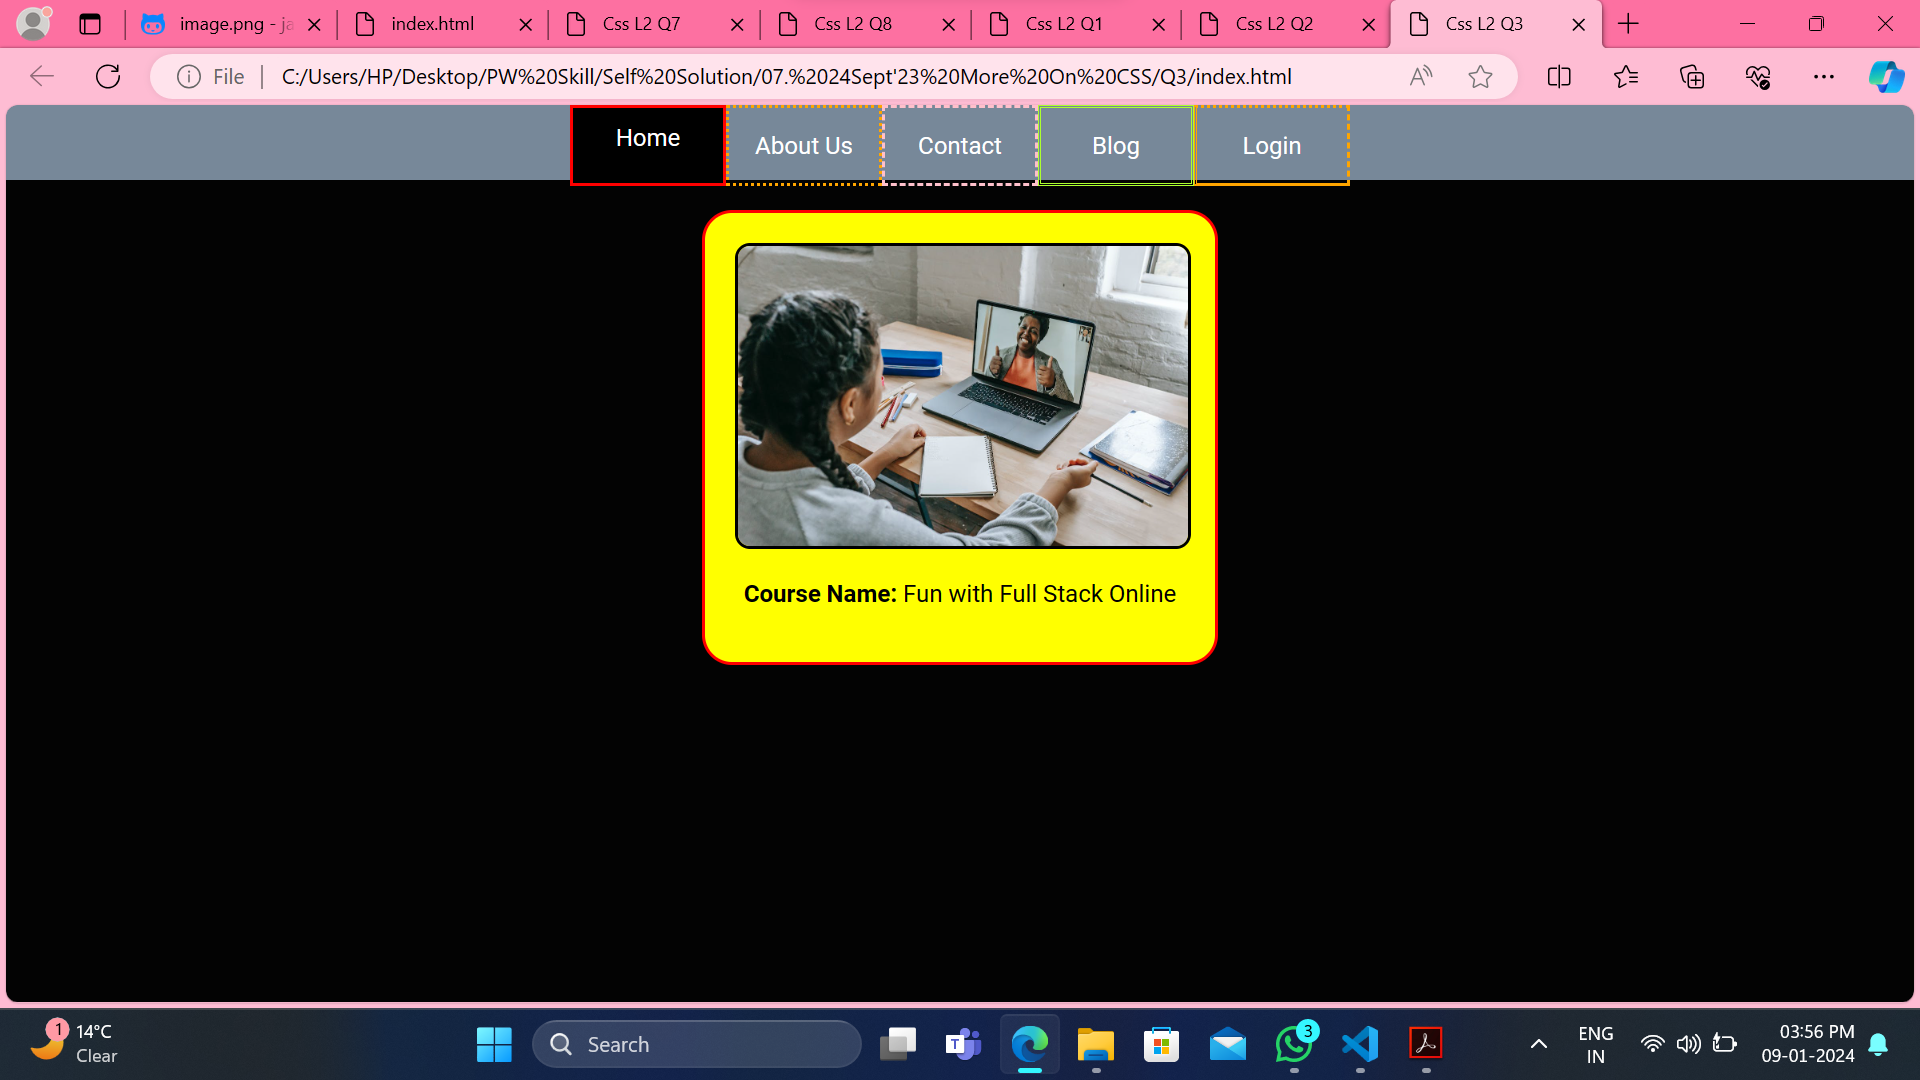 image.png - ja
index.html
Css L2 Q7
Css L2 Q8
Css L2 Q1
Css L2 Q2
Css L2 Q3
File
C:/Users/HP/Desktop/PW%20Skill/Self%20Solution/07.%2024Sept'23%20More%20On%20CSS/Q3/index.html
Home
About Us
Contact
Blog
Login
Course Name: Fun with Full Stack Online
1
14°C
Clear
Search
T
3
ENG
IN
03:56 PM
09-01-2024